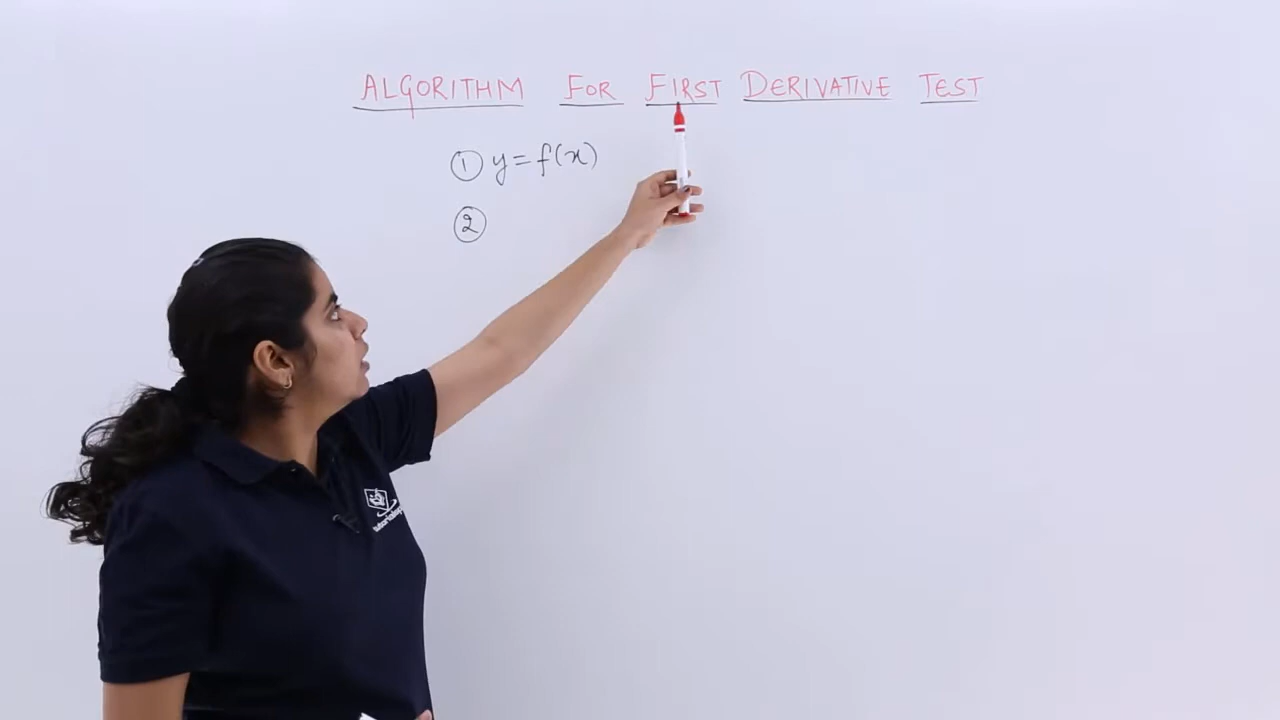 ALGORITHM FOR FIRST DERIVATIVE TEST
① y = f(x)
②